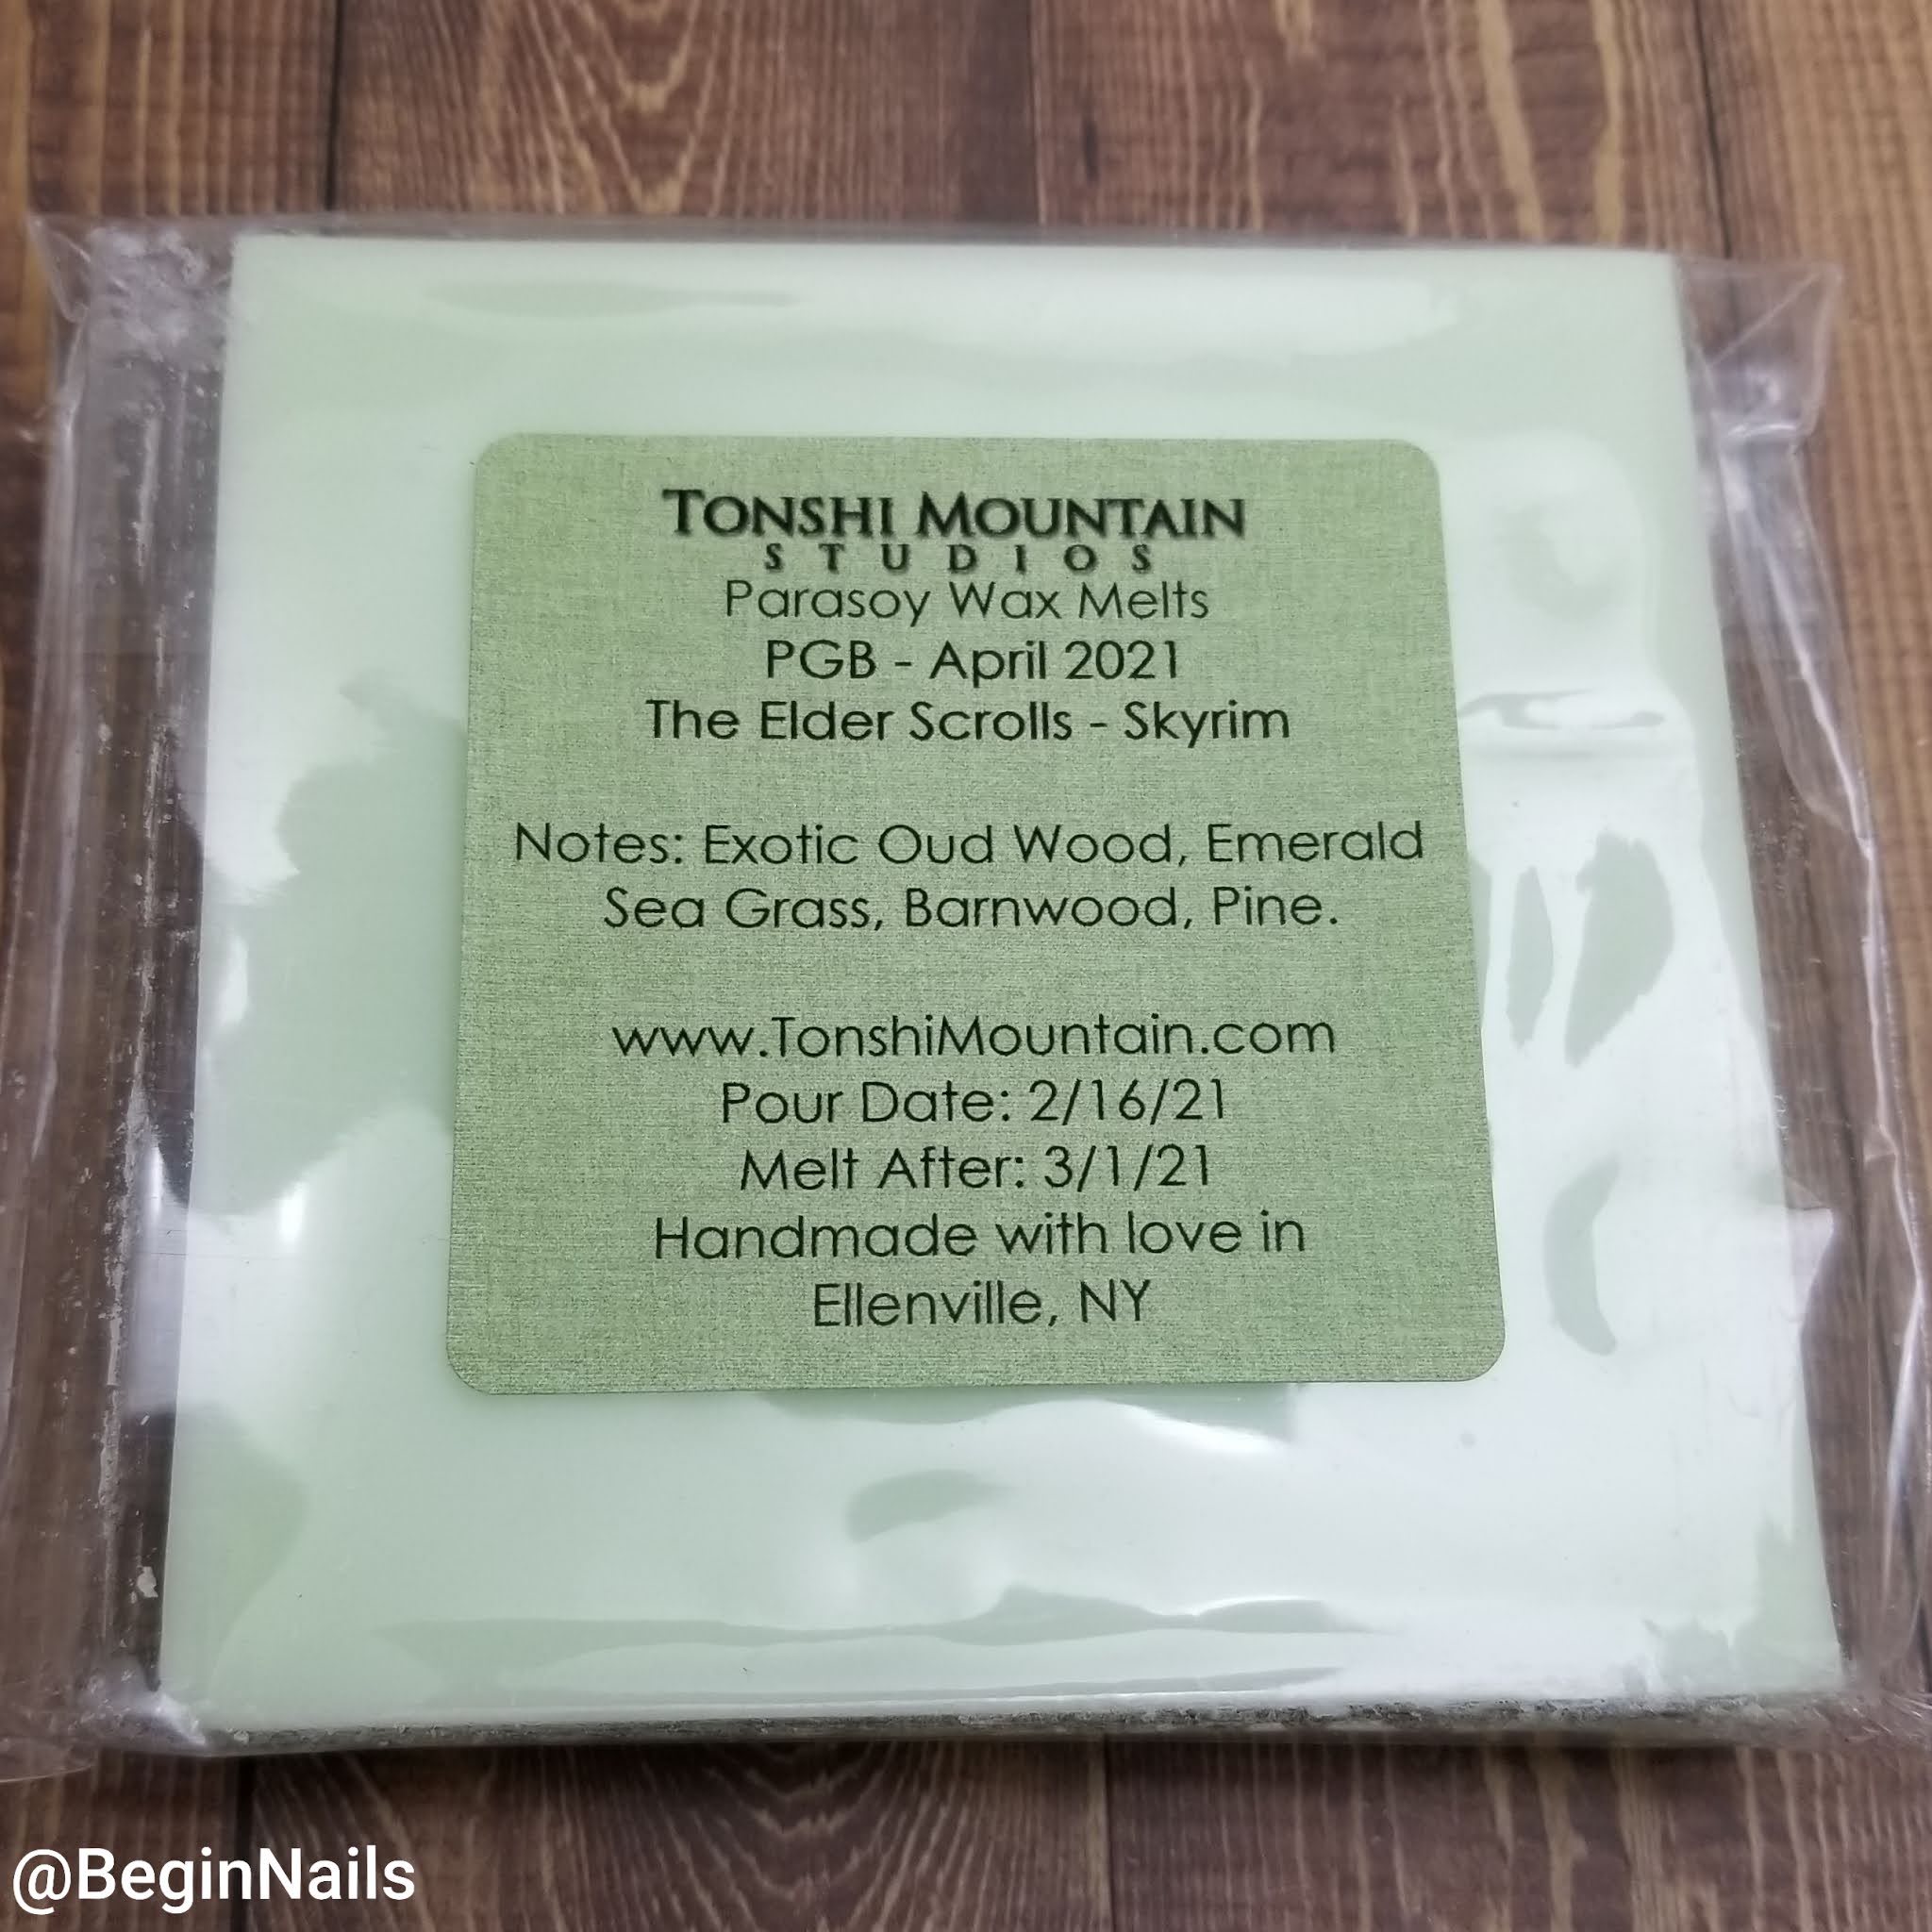 TONSHI MOUNTAIN
STUDIOS
Parasoy Wax Melts
PGB - April 2021
The Elder Scrolls - Skyrim
Notes: Exotic Oud Wood, Emerald
Sea Grass, Barnwood, Pine.
www.TonshiMountain.com
Pour Date: 2/16/21
Melt After: 3/1/21
Handmade with love in
Ellenville, NY
@BeginNails